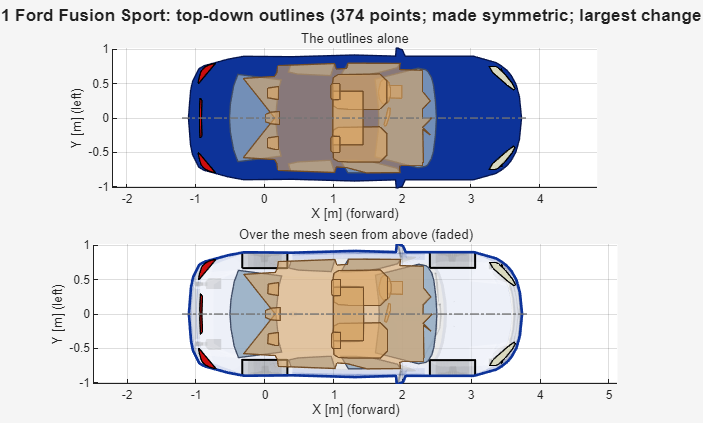 1 Ford Fusion Sport: top-down outlines (374 points; made symmetric; largest change
The outlines alone
1
0.5
0
-0.5
-1
Y [m] (left)
-2 -1 0 1 2 3 4
X [m] (forward)
Over the mesh seen from above (faded)
1
0.5
0
-0.5
-1
Y [m] (left)
-2 -1 0 1 2 3 4 5
X [m] (forward)